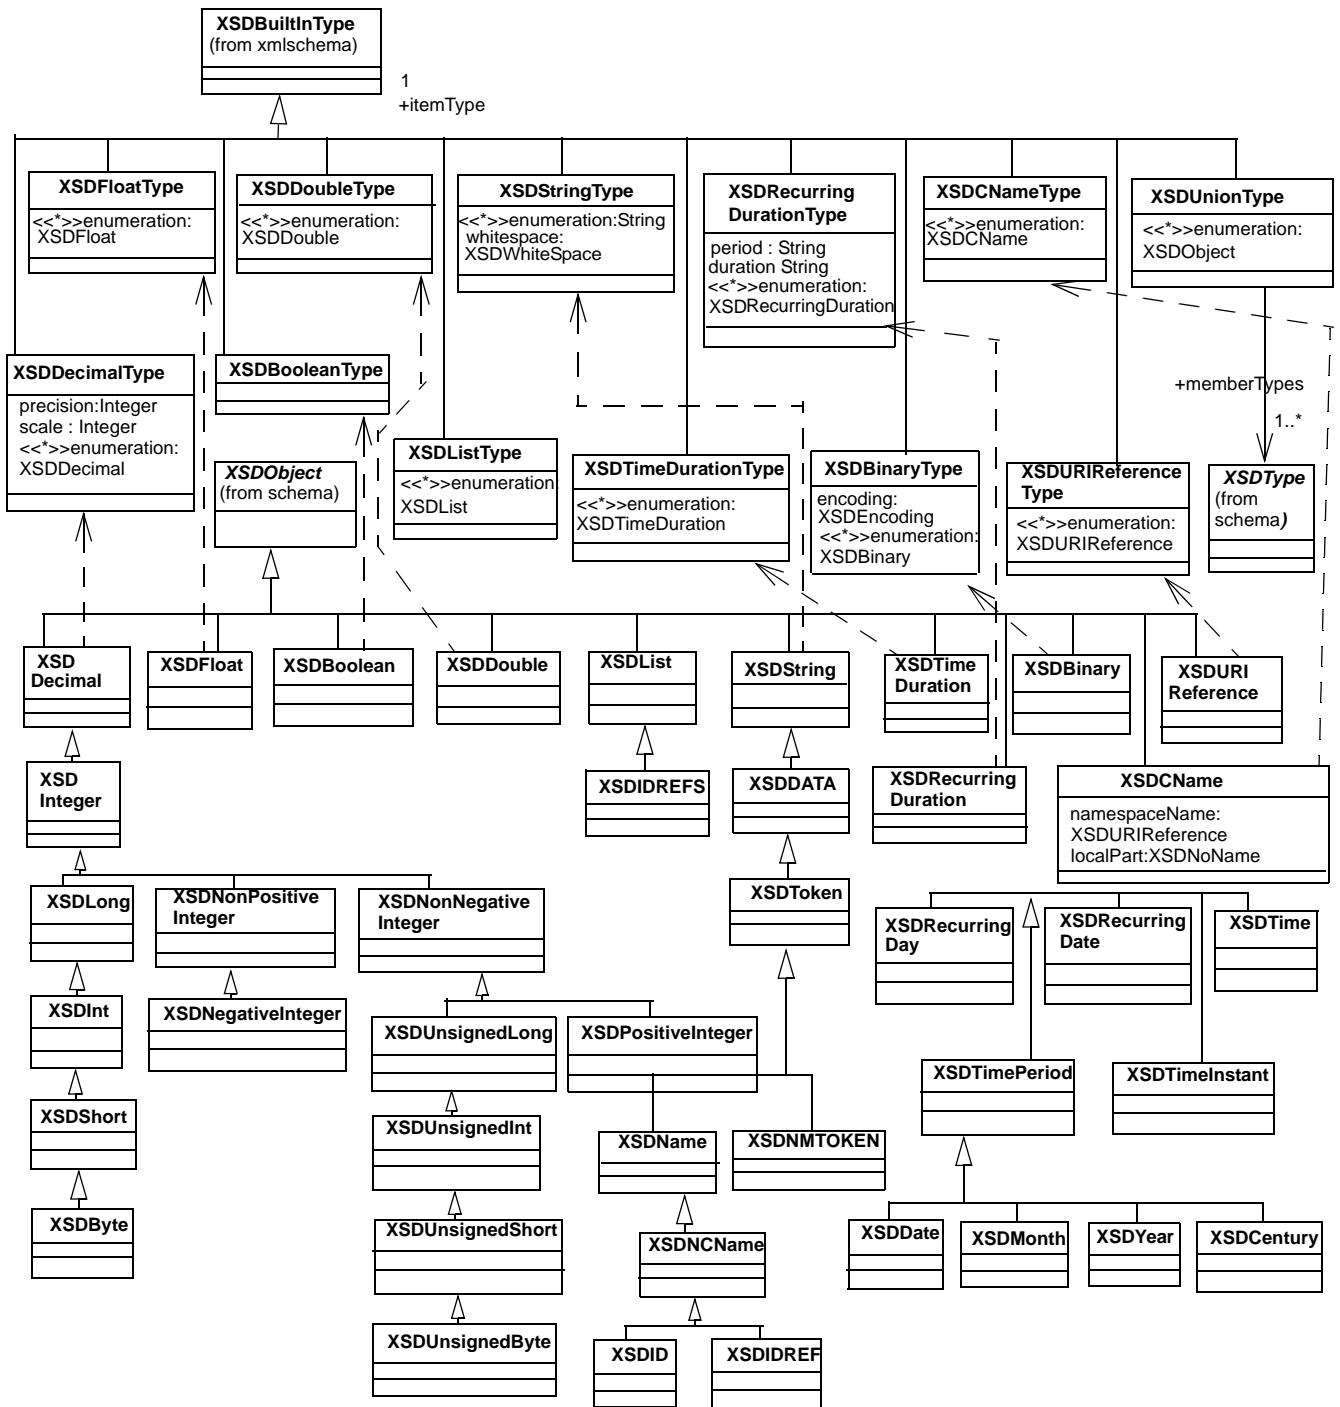 XSDBuiltInType
(from xmlschema)
1
+itemType
XSDFloatType
<<*>>enumeration:
XSDFloat
XSDDoubleType
<<*>>enumeration:
XSDDouble
XSDStringType
<<*>>enumeration:String
whitespace:
XSDWhiteSpace
XSDRecurring
DurationType
period : String
duration String
<<*>>enumeration:
XSDRecurringDuration
XSDCNameType
<<*>>enumeration:
XSDCName
XSDUnionType
<<*>>enumeration:
XSDObject
XSDDecimalType
precision:Integer
scale : Integer
<<*>>enumeration:
XSDDecimal
XSDBooleanType
+memberTypes
1..*
XSDObject
(from schema)
XSDListType
<<*>>enumeration:
XSDList
XSDTimeDurationType
<<*>>enumeration:
XSDTimeDuration
XSDBinaryType
encoding:
XSDEncoding
<<*>>enumeration:
XSDBinary
XSDURIReference
Type
<<*>>enumeration:
XSDURIReference
XSDType
(from
schema)
XSD
Decimal
XSDFloat
XSDBoolean
XSDDouble
XSDList
XSDString
XSDTime
Duration
XSDBinary
XSDURI
Reference
XSD
Integer
XSDIDREFS
XSDDATA
XSDRecurring
Duration
XSDCName
namespaceName:
XSDURIReference
localPart:XSDNoName
XSDLong
XSDNonPositive
Integer
XSDNonNegative
Integer
XSDToken
XSDRecurring
Day
XSDRecurring
Date
XSDTime
XSDInt
XSDNegativeInteger
XSDUnsignedLong
XSDPositiveInteger
XSDTimePeriod
XSDTimeInstant
XSDShort
XSDUnsignedInt
XSDName
XSDNMTOKEN
XSDByte
XSDUnsignedShort
XSDNCName
XSDDate
XSDMonth
XSDYear
XSDCentury
XSDUnsignedByte
XSDID
XSDIDREF